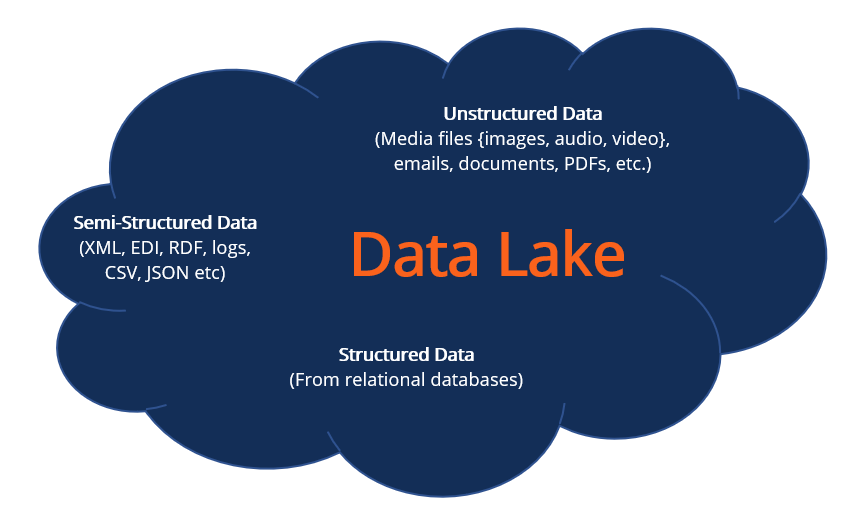 Unstructured Data
(Media files {images, audio, video},
emails, documents, PDFs, etc.)
Semi-Structured Data
(XML, EDI, RDF, logs,
CSV, JSON etc)
Data Lake
Structured Data
(From relational databases)